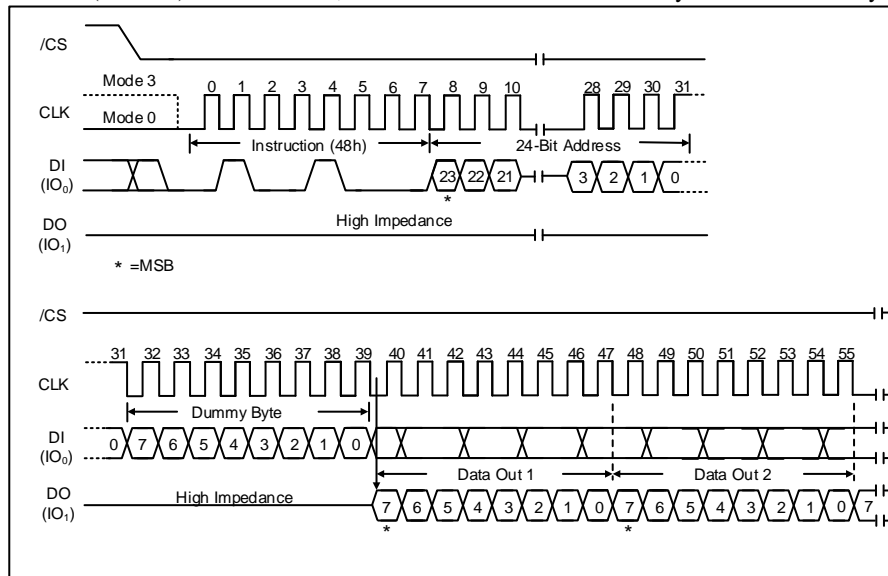 /CS
Mode 3
0 1 2 3 4 5 6 7 8 9 10 28 29 30 31
CLK
Mode 0
Instruction (48h) 24-Bit Address
DI
(IO0)
23 22 21 3 2 1 0
*
DO
(IO1)
High Impedance
* =MSB
/CS
31 32 33 34 35 36 37 38 39 40 41 42 43 44 45 46 47 48 49 50 51 52 53 54 55
CLK
Dummy Byte
DI
(IO0)
0 7 6 5 4 3 2 1 0
Data Out 1 Data Out 2
DO
(IO1)
High Impedance
7 6 5 4 3 2 1 0 7 6 5 4 3 2 1 0 7
* *